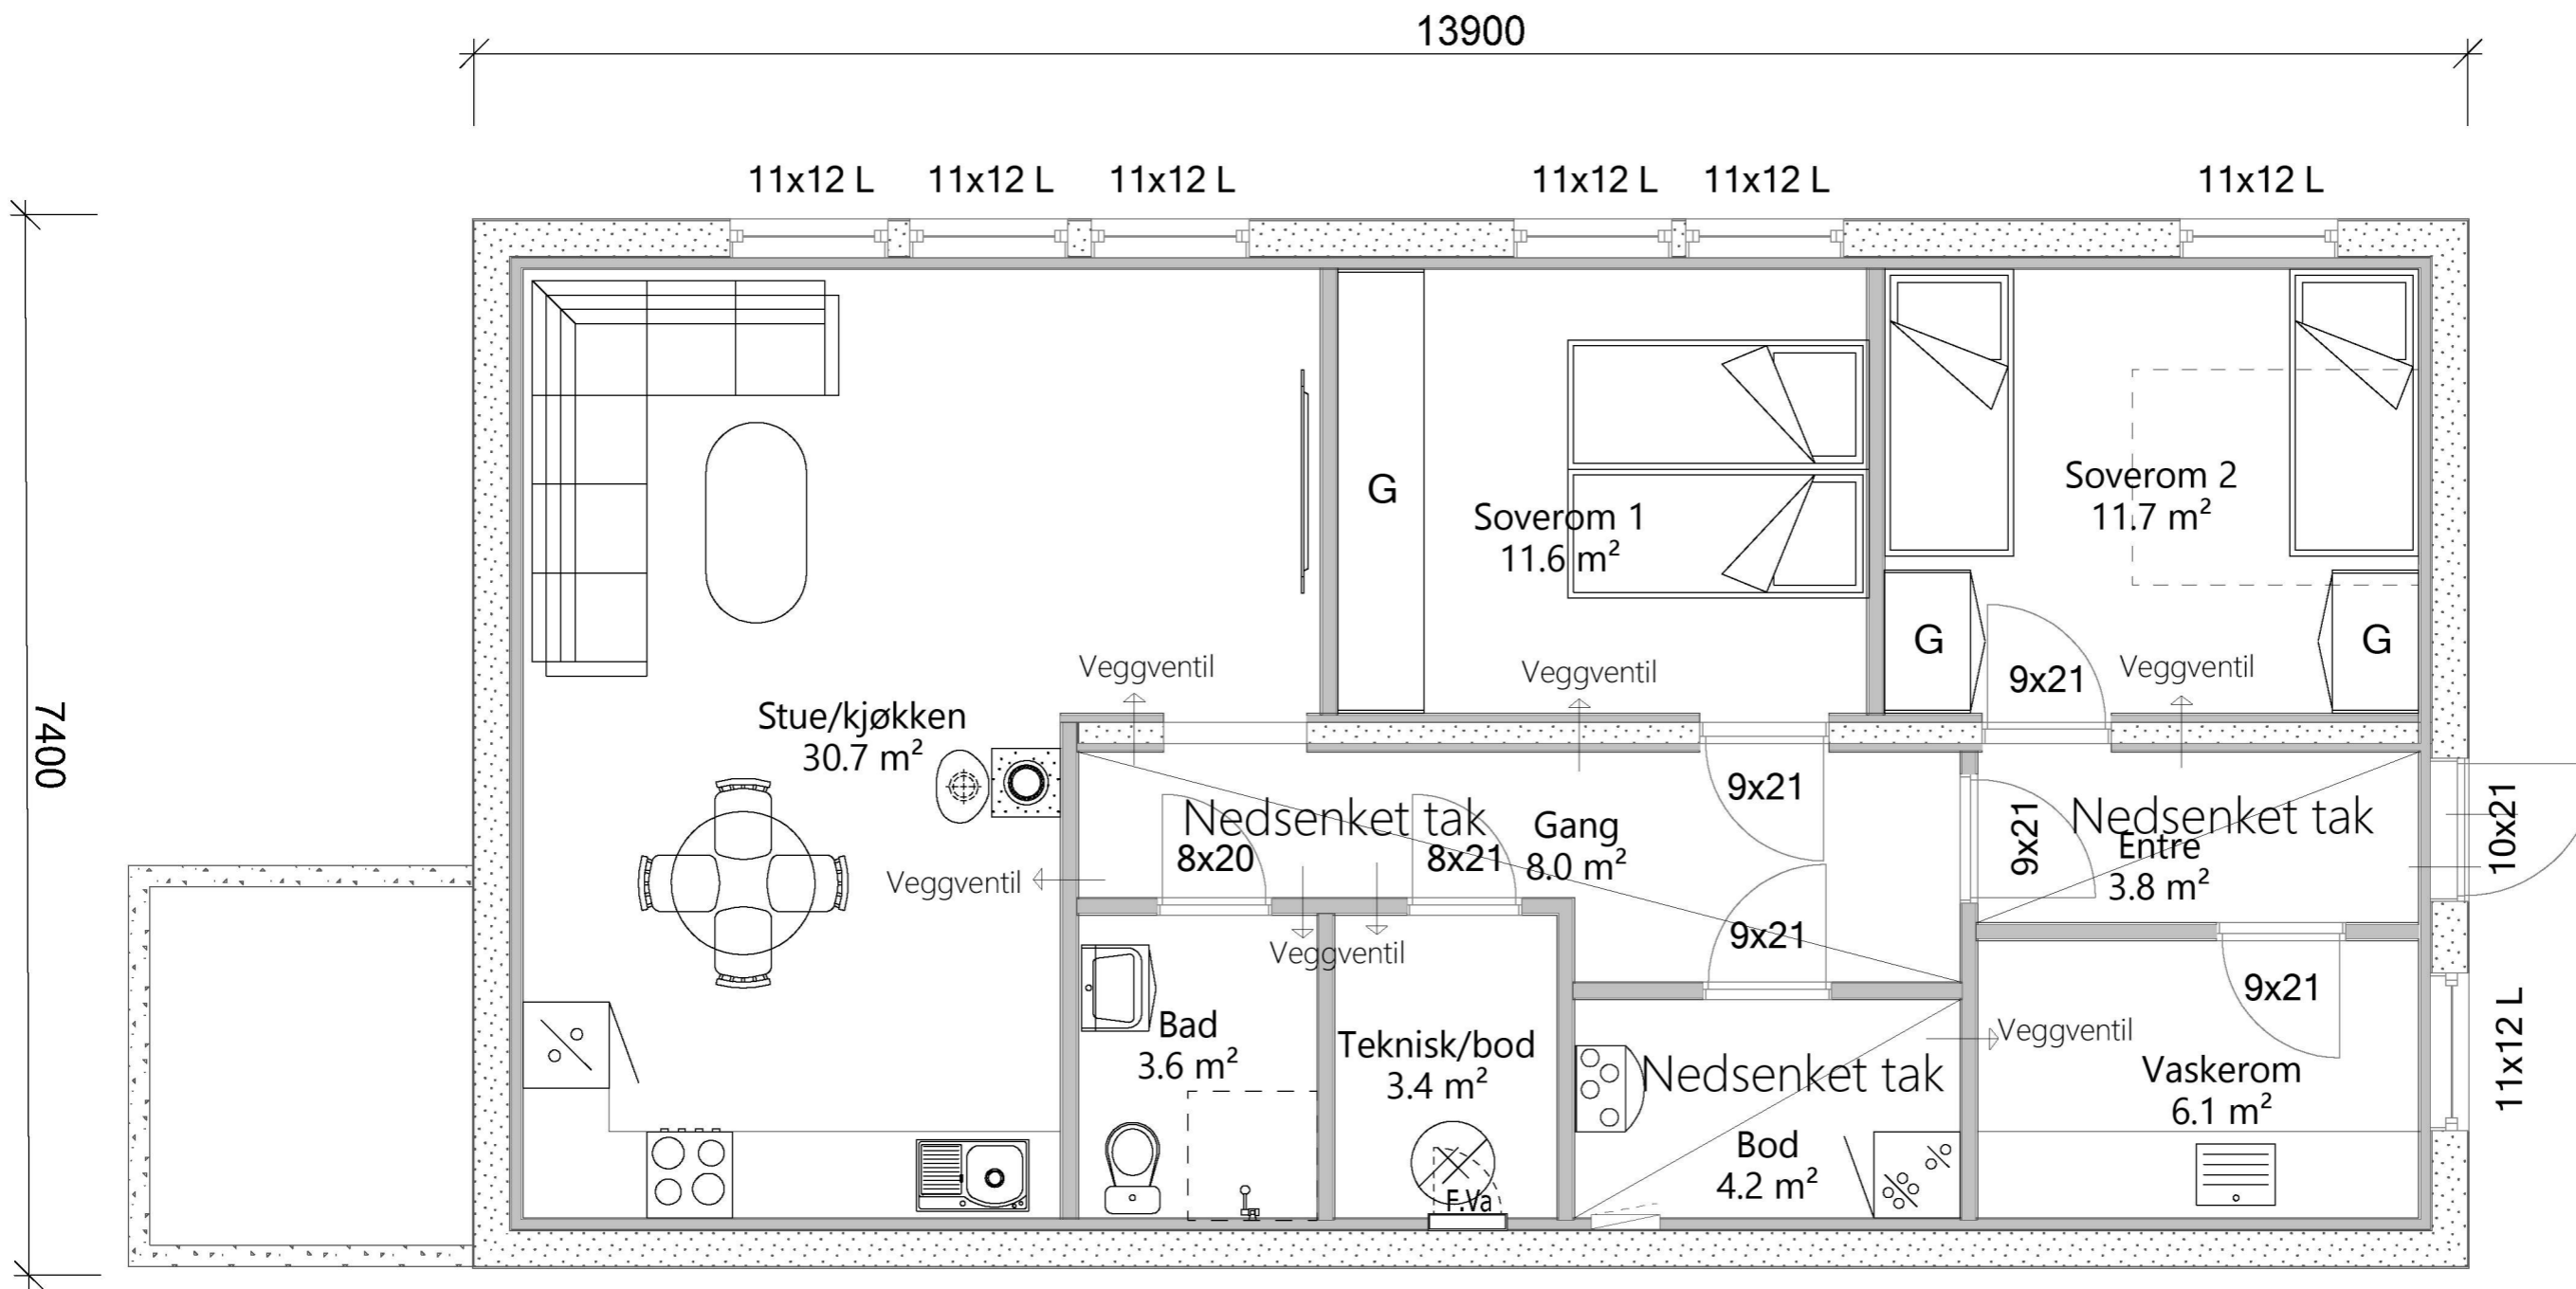 13900
11x12 L
11x12 L
11x12 L
11x12 L
11x12 L
11x12 L
7400
G
Soverom 1
11.6 m²
Soverom 2
11.7 m²
G
G
9x21
Veggventil
Veggventil
Veggventil
Stue/kjøkken
30.7 m²
Nedsenket tak
8x20
8x21
Gang
8.0 m²
9x21
9x21
9x21
Nedsenket tak
Entre
3.8 m²
10x21
Veggventil
Veggventil
9x21
Bad
3.6 m²
Teknisk/bod
3.4 m²
F.Va
Nedsenket tak
Bod
4.2 m²
Veggventil
Vaskerom
6.1 m²
11x12 L